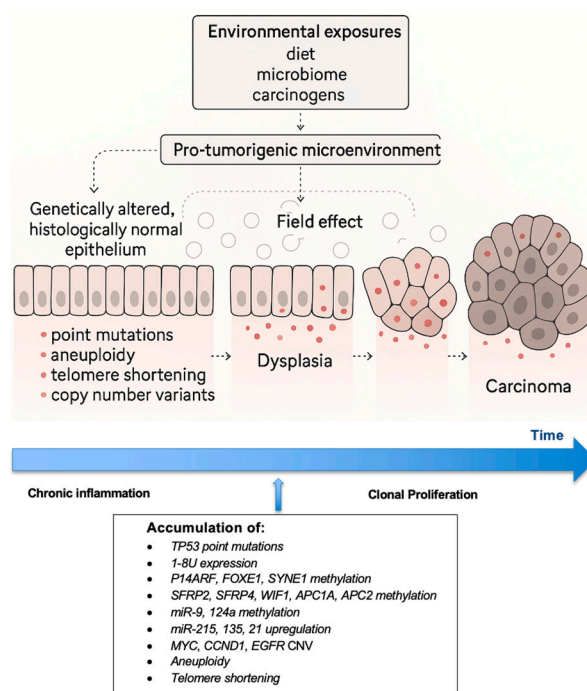 Environmental exposures
diet
microbiome
carcinogens
Pro-tumorigenic microenvironment
Genetically altered,
histologically normal
epithelium
Field effect
• point mutations
• aneuploidy
• telomere shortening
• copy number variants
Dysplasia
Carcinoma
Time
Chronic inflammation
Clonal Proliferation
Accumulation of:
• TP53 point mutations
• 1-8U expression
• P14ARF, FOXE1, SYNE1 methylation
• SFRP2, SFRP4, WIF1, APC1A, APC2 methylation
• miR-9, 124a methylation
• miR-215, 135, 21 upregulation
• MYC, CCND1, EGFR CNV
• Aneuploidy
• Telomere shortening